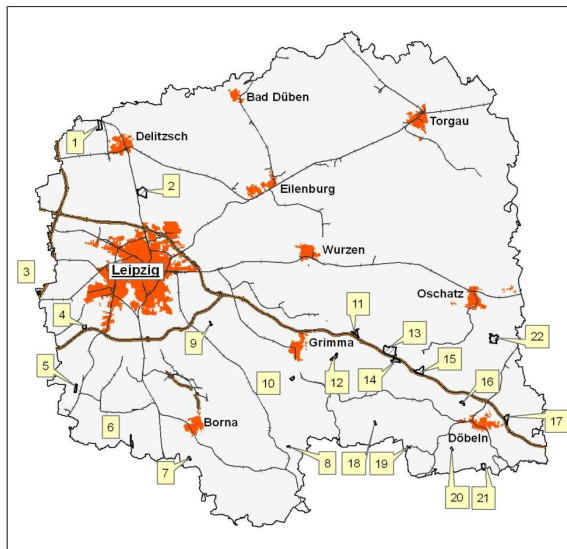 Bad Düben
Torgau
1
Delitzsch
2
Eilenburg
Wurzen
Leipzig
3
Oschatz
4
9
11
13
22
Grimma
14
15
5
10
12
16
6
Borna
17
Döbeln
7
8
18
19
20
21